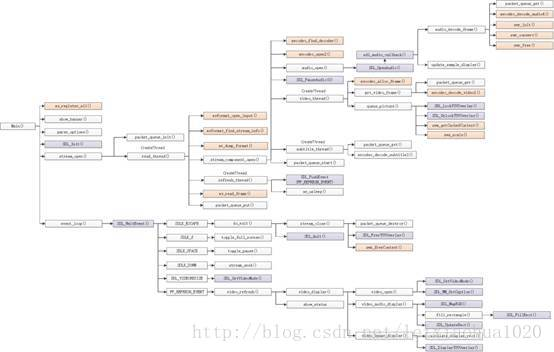 packet_queue_get()
avcodec_decode_audio4()
swr_init()
swr_convert()
swr_free()
audio_decode_frame()
update_sample_display()
sdl_audio_callback()
SDL_OpenAudio()
avcodec_find_decoder()
avcodec_open2()
audio_open()
SDL_PauseAudio()
CreateThread
video_thread()
avcodec_alloc_frame()
get_video_frame()
queue_picture()
packet_queue_get()
avcodec_decode_video2()
SDL_LockYUVOverlay()
SDL_UnlockYUVOverlay()
sws_getCachedContext()
sws_scale()
Main()
av_register_all()
show_banner()
parse_options()
SDL_Init()
stream_open()
packet_queue_init()
CreateThread
read_thread()
avformat_open_input()
avformat_find_stream_info()
av_dump_format()
stream_component_open()
CreateThread
subtitle_thread()
packet_queue_start()
packet_queue_get()
avcodec_decode_subtitle2()
CreateThread
refresh_thread()
SDL_PushEvent
FF_REFRESH_EVENT)
av_usleep()
av_read_frame()
packet_queue_put()
event_loop()
SDL_WaitEvent()
SDLK_ESCAPE
do_exit()
stream_close()
packet_queue_destroy()
SDL_FreeYUVOverlay()
sws_freeContext()
SDL_Quit()
SDLK_f
toggle_full_screen()
SDLK_SPACE
toggle_pause()
SDLK_DOWN
stream_seek()
SDL_VIDEORESIZE
SDL_SetVideoMode()
FF_REFRESH_EVENT
video_refresh()
video_display()
show_status
video_open()
SDL_SetVideoMode()
SDL_WM_SetCaption()
video_audio_display()
SDL_MapRGB()
fill_rectangle()
SDL_FillRect()
SDL_UpdateRect()
video_image_display()
calculate_display_rect()
SDL_DisplayYUVOverlay()